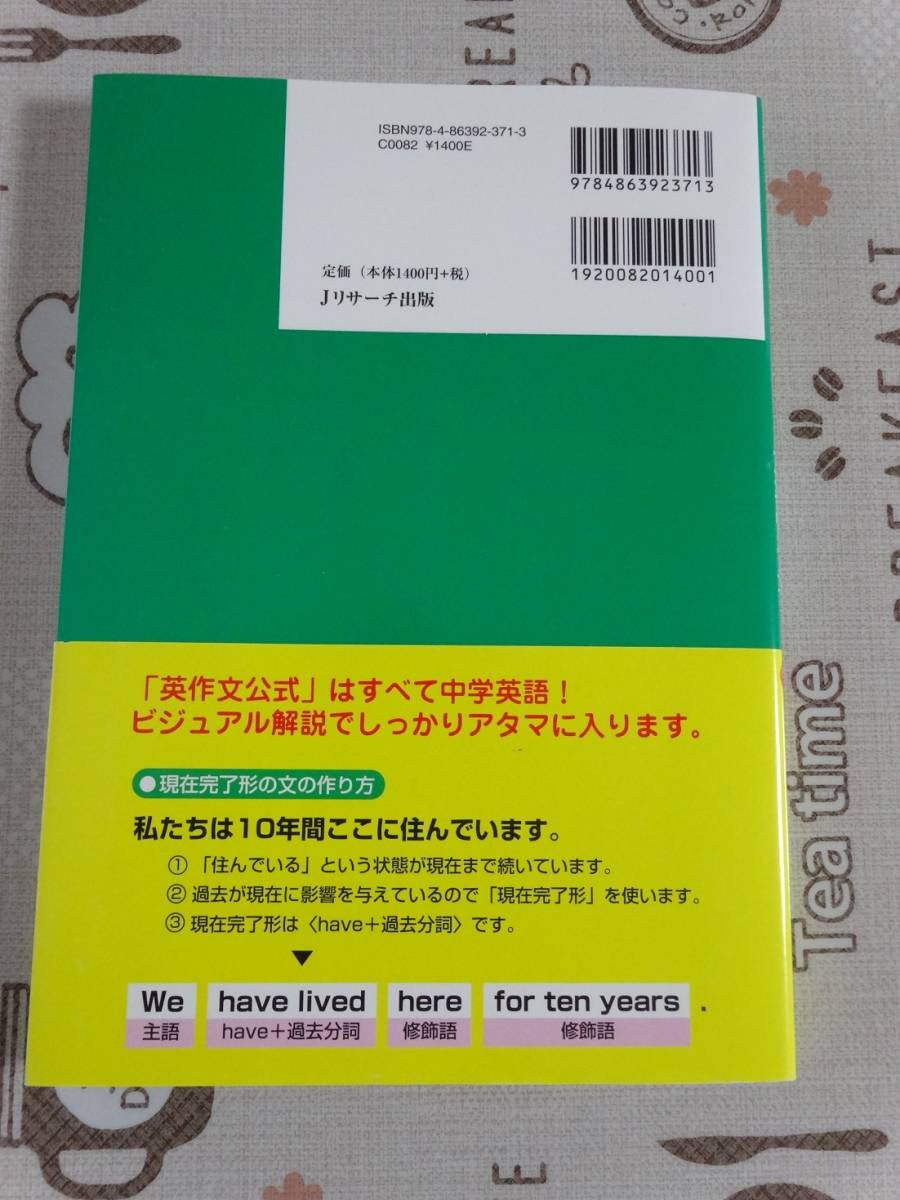 ISBN978-4-86392-371-3
C0082 ¥1400E
9784863923713
1920082014001
定価（本体1400円+税）
Jリサーチ出版
「英作文公式」はすべて中学英語！
ビジュアル解説でしっかりアタマに入ります。
●現在完了形の文の作り方
私たちは10年間ここに住んでいます。
① 「住んでいる」という状態が現在まで続いています。
② 過去が現在に影響を与えているので「現在完了形」を使います。
③ 現在完了形は〈have＋過去分詞〉です。
▼
We have lived here for ten years .
主語 have＋過去分詞 修飾語 修飾語
Tea time
BREAKFAST